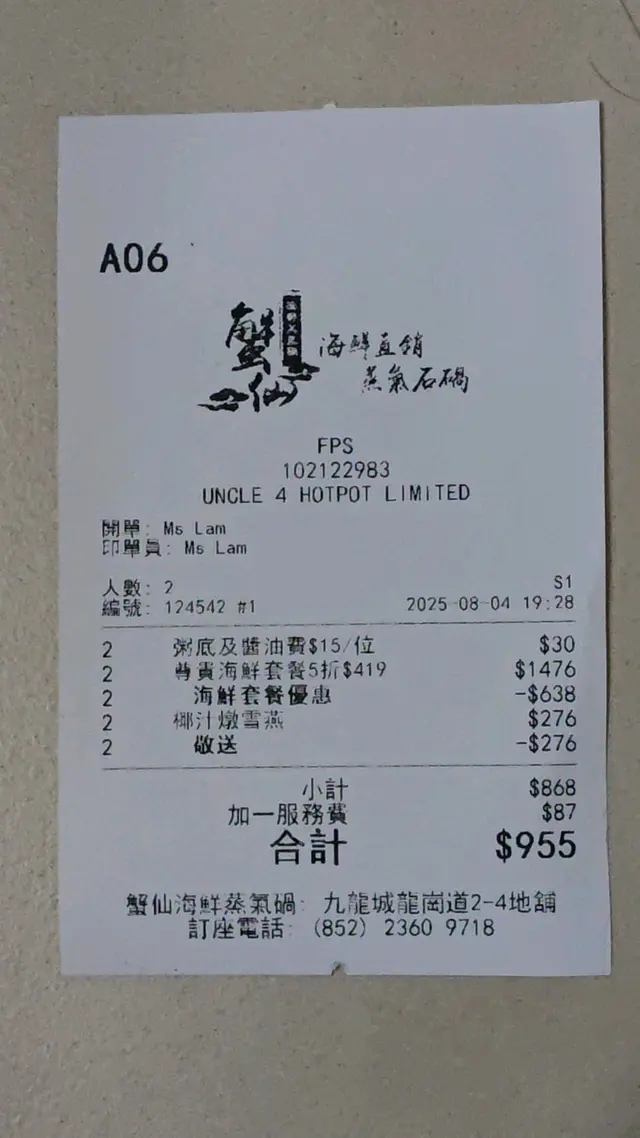 A06
蟹仙
海鮮直銷
蒸氣石鍋
FPS
102122983
UNCLE 4 HOTPOT LIMITED
開單: Ms Lam
印單員: Ms Lam
人數: 2 S1
編號: 124542 #1 2025-08-04 19:28
2 粥底及醬油費$15/位 $30
2 尊貴海鮮套餐5折$419 $1476
2 海鮮套餐優惠 -$638
2 椰汁燉雪燕 $276
2 敬送 -$276
小計 $868
加一服務費 $87
合計 $955
蟹仙海鮮蒸氣鍋: 九龍城龍崗道2-4地舖
訂座電話: (852) 2360 9718